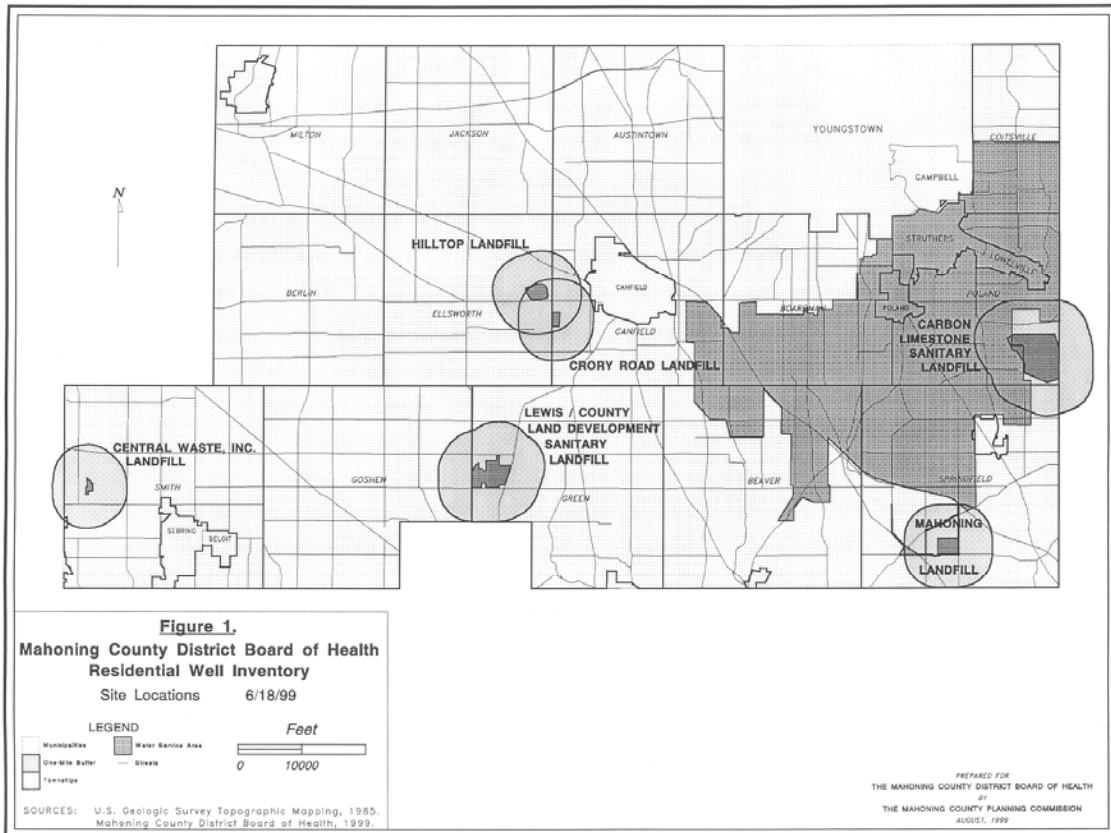 MILTON
JACKSON
AUSTINTOWN
YOUNGSTOWN
COITSVILLE
CAMPBELL
N
HILLTOP LANDFILL
STRUTHERS
LOWELLVILLE
BERLIN
ELLSWORTH
CANFIELD
CANFIELD
BOARDMAN
POLAND
POLAND
CRORY ROAD LANDFILL
CARBON
LIMESTONE
SANITARY
LANDFILL
CENTRAL WASTE, INC.
LANDFILL
LEWIS / COUNTY
LAND DEVELOPMENT
SANITARY
LANDFILL
SMITH
GOSHEN
GREEN
BEAVER
SPRINGFIELD
SEBRING
BELOIT
MAHONING
LANDFILL
Figure 1.
Mahoning County District Board of Health
Residential Well Inventory
Site Locations 6/18/99
LEGEND
Municipalities
Water Service Area
One-Mile Buffer
Streets
Townships
Feet
0 10000
SOURCES: U.S. Geologic Survey Topographic Mapping, 1985.
Mahoning County District Board of Health, 1999.
PREPARED FOR
THE MAHONING COUNTY DISTRICT BOARD OF HEALTH
BY
THE MAHONING COUNTY PLANNING COMMISSION
AUGUST, 1999